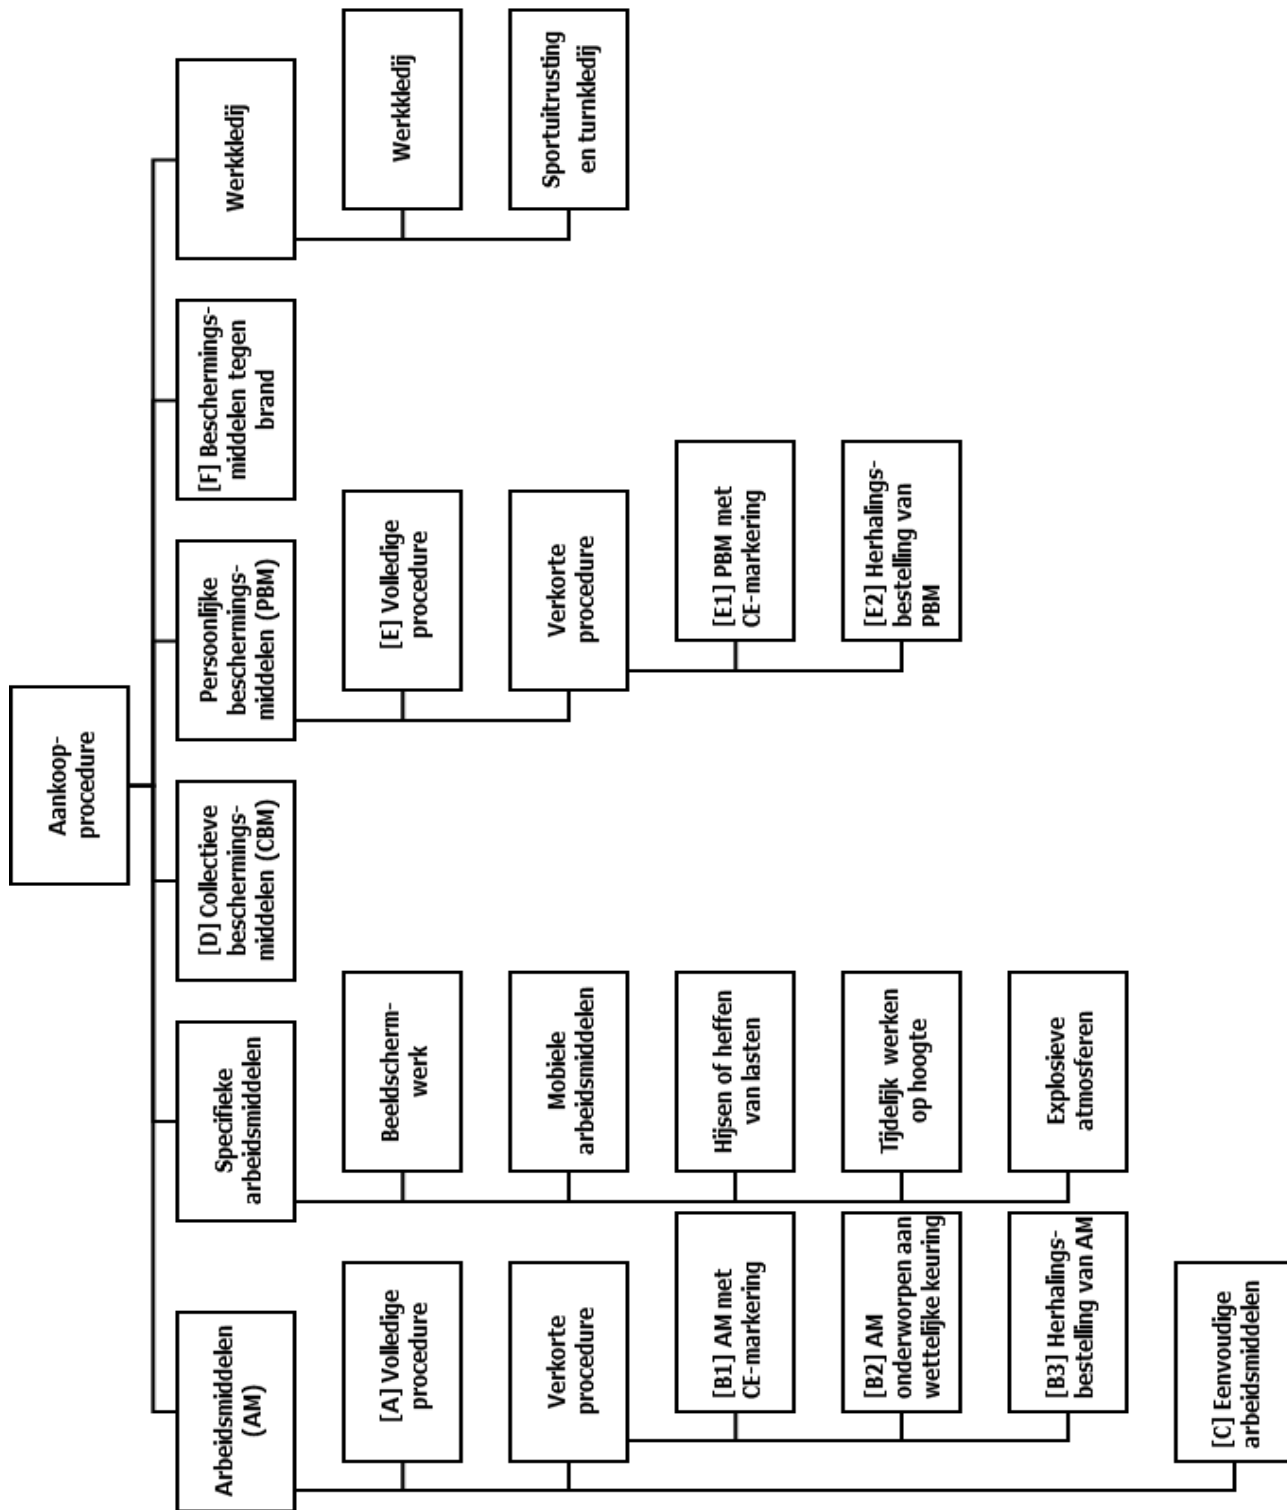 Aankoop-
procedure
Arbeidsmiddelen
(AM)
[A] Volledige
procedure
Verkorte
procedure
[B1] AM met
CE-markering
[B2] AM
onderworpen aan
wettelijke keuring
[B3] Herhalings-
bestelling van AM
[C] Eenvoudige
arbeidsmiddelen
Specifieke
arbeidsmiddelen
Beeldscherm-
werk
Mobiele
arbeidsmiddelen
Hijsen of heffen
van lasten
Tijdelijk werken
op hoogte
Explosieve
atmosferen
[D] Collectieve
beschermings-
middelen (CBM)
Persoonlijke
beschermings-
middelen (PBM)
[E] Volledige
procedure
Verkorte
procedure
[E1] PBM met
CE-markering
[E2] Herhalings-
bestelling van
PBM
[F] Beschermings-
middelen tegen
brand
Werkkledij
Werkkledij
Sportuitrusting
en turnkledij